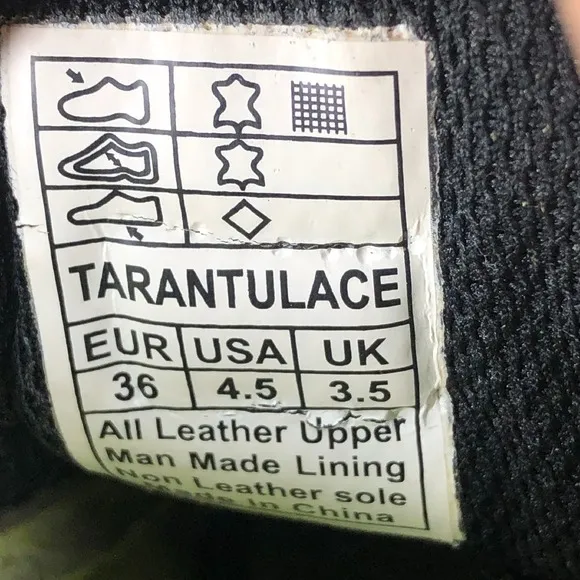 TARANTULACE
EUR USA UK
36 4.5 3.5
All Leather Upper
Man Made Lining
Non Leather sole
Made In China